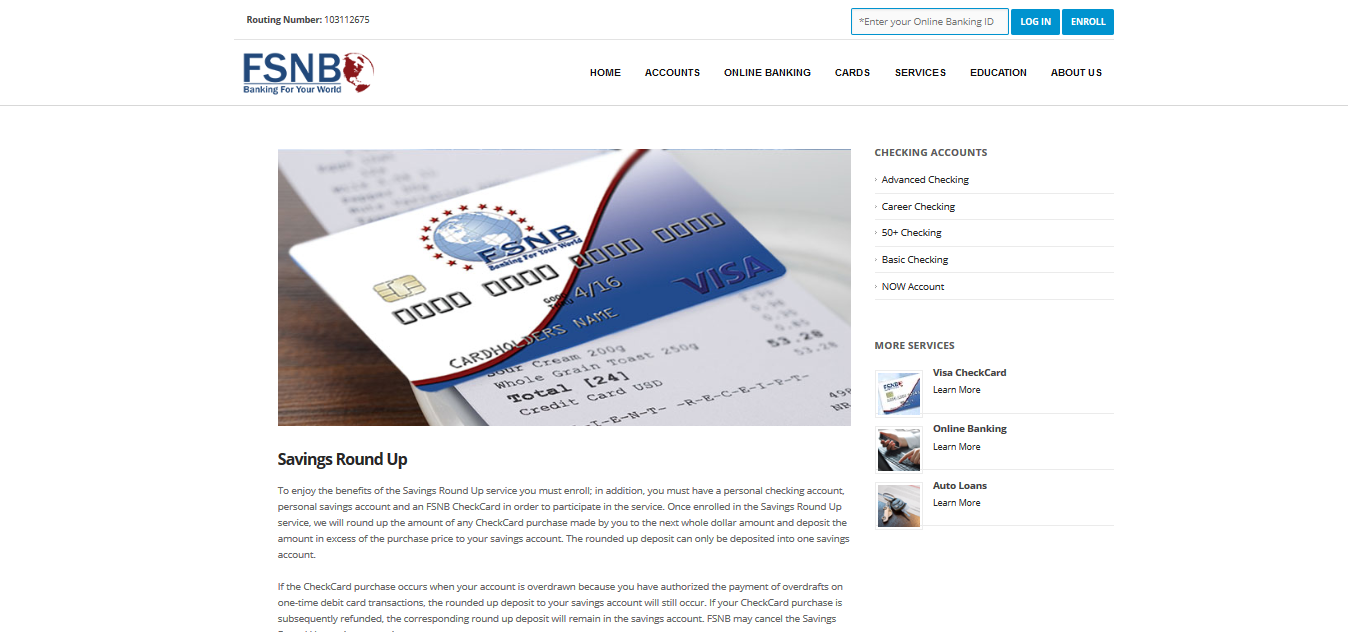 Routing Number: 103112675
*Enter your Online Banking ID
LOG IN
ENROLL
FSNB
Banking For Your World
HOME
ACCOUNTS
ONLINE BANKING
CARDS
SERVICES
EDUCATION
ABOUT US
FSNB
Banking For Your World
0000 0000 0000 0000
GOOD THRU 4/16
VISA
CARDHOLDERS NAME
Sour Cream 200g
Whole Grain Toast 250g
53.28
53.28
Total [24]
Credit Card USD
-R-E-C-E-I-P-T-
Savings Round Up
To enjoy the benefits of the Savings Round Up service you must enroll; in addition, you must have a personal checking account,
personal savings account and an FSNB CheckCard in order to participate in the service. Once enrolled in the Savings Round Up
service, we will round up the amount of any CheckCard purchase made by you to the next whole dollar amount and deposit the
amount in excess of the purchase price to your savings account. The rounded up deposit can only be deposited into one savings
account.
If the CheckCard purchase occurs when your account is overdrawn because you have authorized the payment of overdrafts on
one-time debit card transactions, the rounded up deposit to your savings account will still occur. If your CheckCard purchase is
subsequently refunded, the corresponding round up deposit will remain in the savings account. FSNB may cancel the Savings
CHECKING ACCOUNTS
Advanced Checking
Career Checking
50+ Checking
Basic Checking
NOW Account
MORE SERVICES
Visa CheckCard
Learn More
Online Banking
Learn More
Auto Loans
Learn More